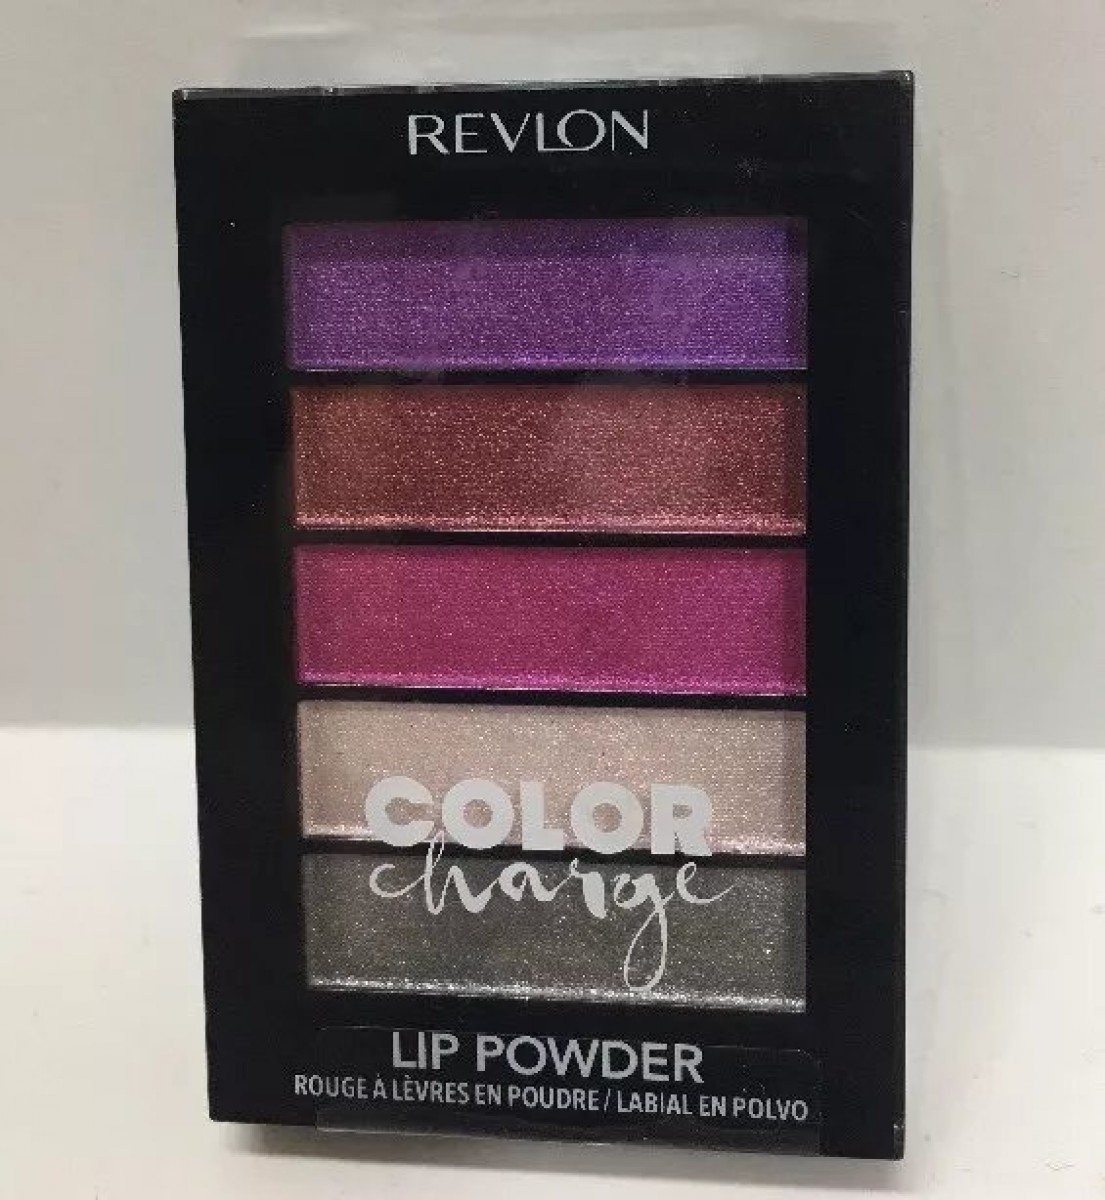 REVLON
COLOR
charge
LIP POWDER
ROUGE À LÈVRES EN POUDRE / LABIAL EN POLVO